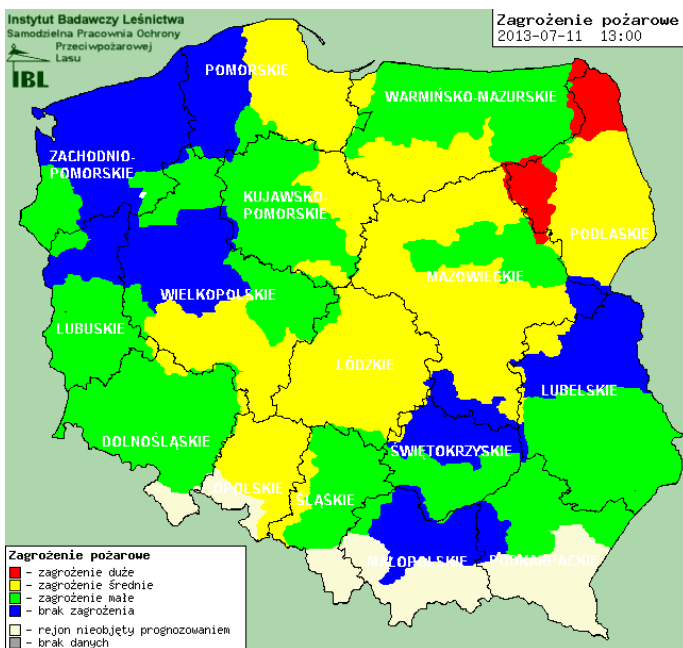 Instytut Badawczy Leśnictwa
Samodzielna Pracownia Ochrony
Przeciwpożarowej
Lasu
IBL
Zagrożenie pożarowe
2013-07-11 13:00
POMORSKIE
WARMIŃSKO-MAZURSKIE
ZACHODNIO-
POMORSKIE
KUJAWSKO-
POMORSKIE
PODLASKIE
MAZOWIECKIE
WIELKOPOLSKIE
LUBUSKIE
ŁÓDZKIE
LUBELSKIE
DOLNOŚLĄSKIE
ŚWIĘTOKRZYSKIE
OPOLSKIE
ŚLĄSKIE
MAŁOPOLSKIE
PODKARPACKIE
Zagrożenie pożarowe
- zagrożenie duże
- zagrożenie średnie
- zagrożenie małe
- brak zagrożenia
- rejon nieobjęty prognozowaniem
- brak danych